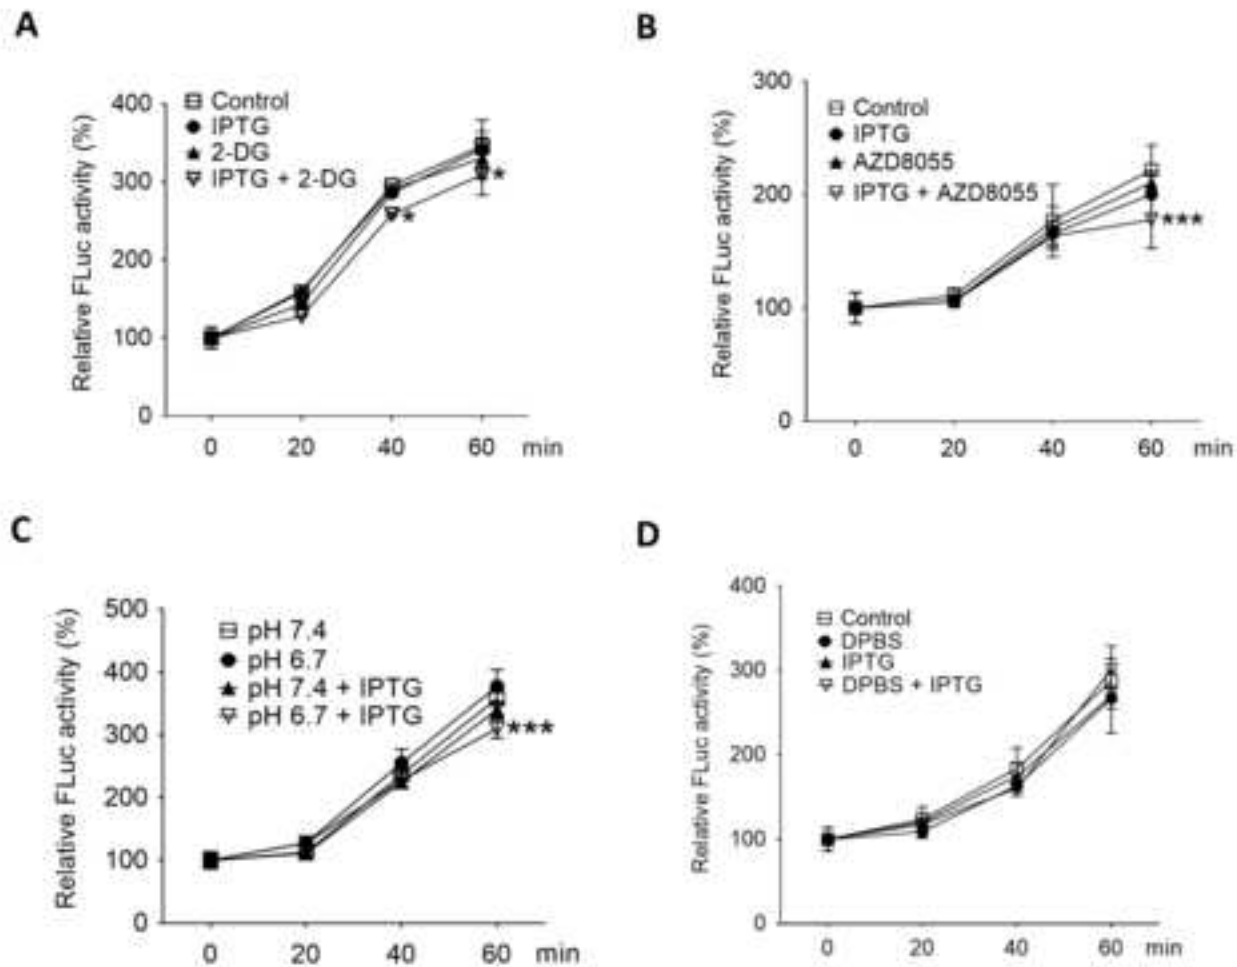 A
Relative FLuc activity (%)
400
300
200
100
0
Control
IPTG
2-DG
IPTG + 2-DG
*
*
0 20 40 60 min
B
Relative FLuc activity (%)
300
200
100
0
Control
IPTG
AZD8055
IPTG + AZD8055
***
0 20 40 60 min
C
Relative FLuc activity (%)
500
400
300
200
100
0
pH 7.4
pH 6.7
pH 7.4 + IPTG
pH 6.7 + IPTG
***
0 20 40 60 min
D
Relative FLuc activity (%)
400
300
200
100
0
Control
DPBS
IPTG
DPBS + IPTG
0 20 40 60 min